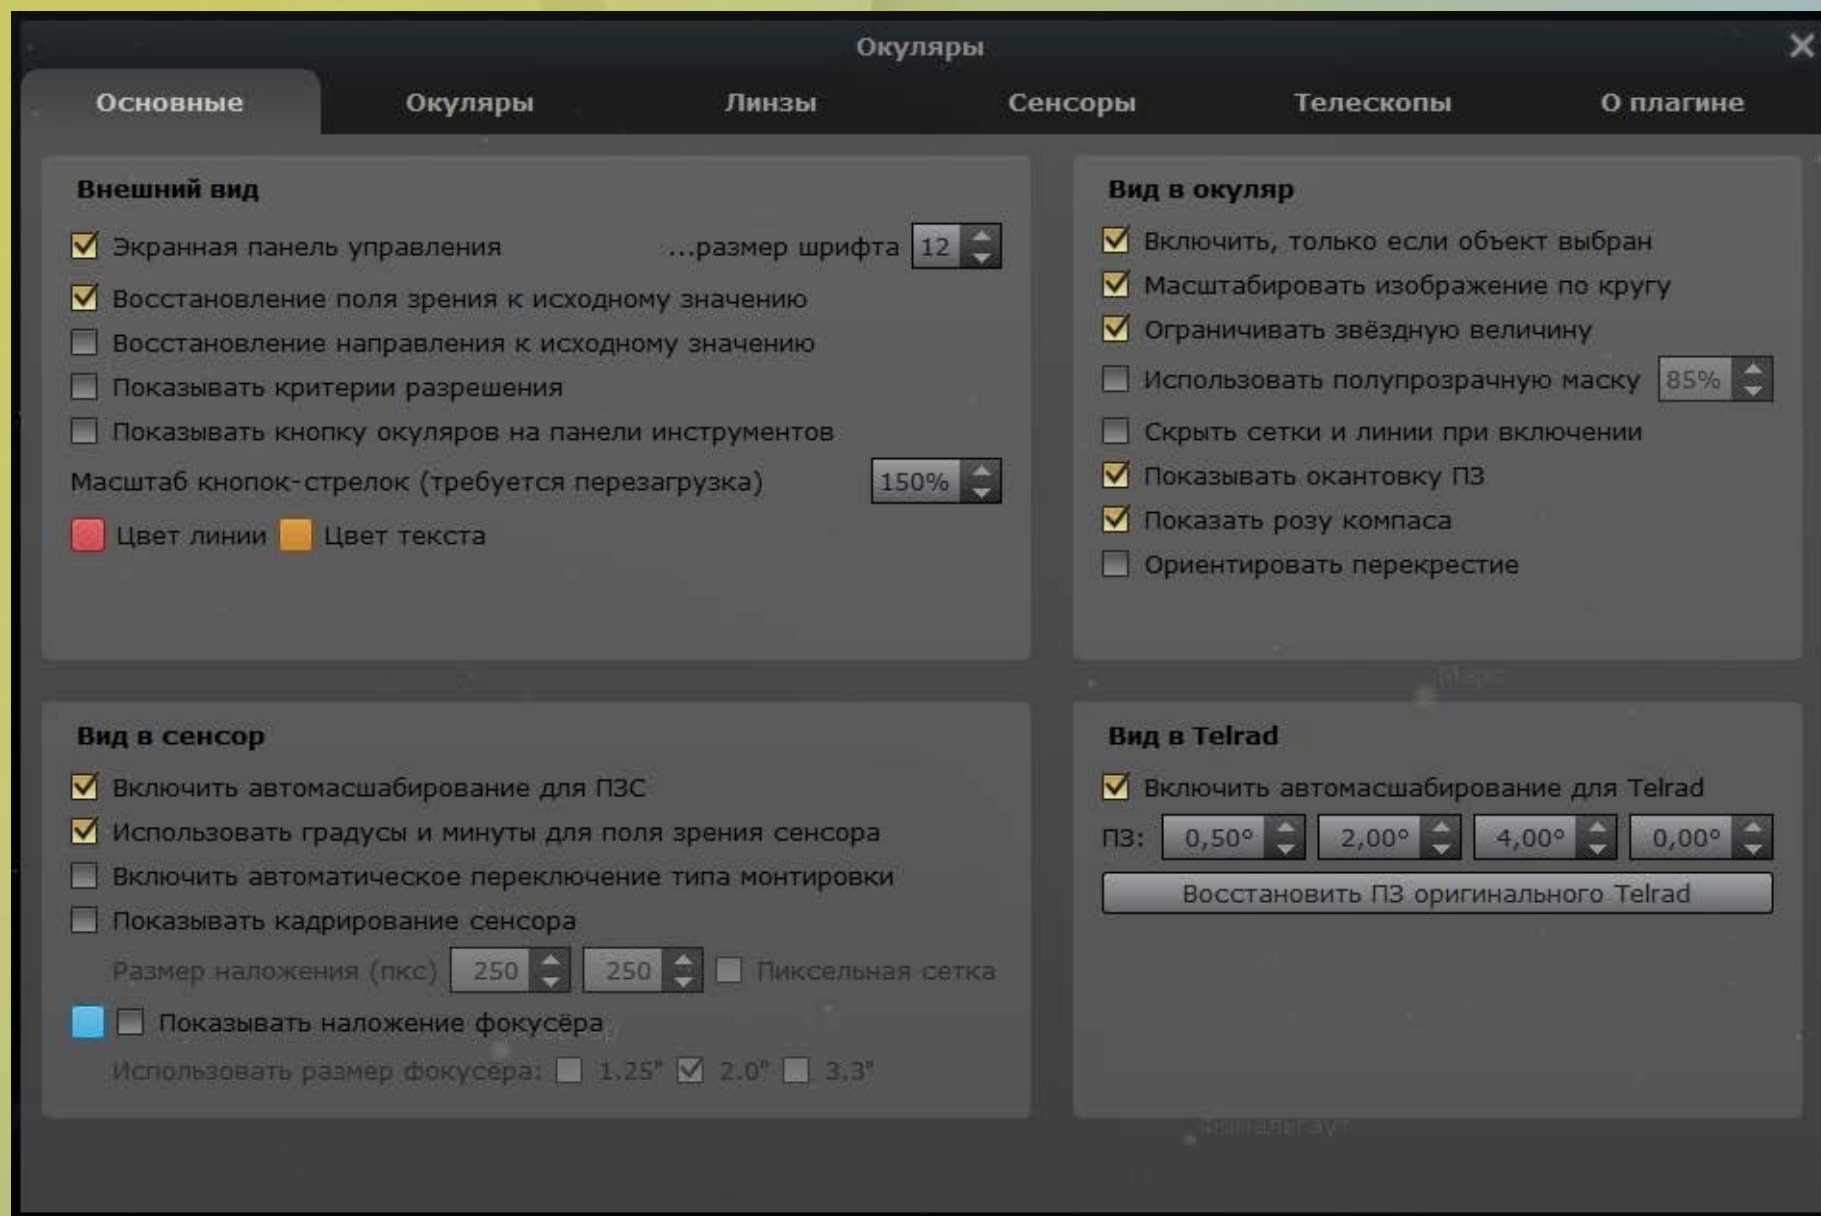 Окуляры
Основные Окуляры Линзы Сенсоры Телескопы О плагине
Внешний вид
Экранная панель управления ...размер шрифта 12
Восстановление поля зрения к исходному значению
Восстановление направления к исходному значению
Показывать критерии разрешения
Показывать кнопку окуляров на панели инструментов
Масштаб кнопок-стрелок (требуется перезагрузка) 150%
Цвет линии Цвет текста
Вид в окуляр
Включить, только если объект выбран
Масштабировать изображение по кругу
Ограничивать звёздную величину
Использовать полупрозрачную маску 85%
Скрыть сетки и линии при включении
Показывать окантовку ПЗ
Показать розу компаса
Ориентировать перекрестие
Марс
Вид в сенсор
Включить автомасшабирование для ПЗС
Использовать градусы и минуты для поля зрения сенсора
Включить автоматическое переключение типа монтировки
Показывать кадрирование сенсора
Размер наложения (пкс) 250 250 Пиксельная сетка
Показывать наложение фокусёра
Использовать размер фокусёра: 1.25" 2.0" 3.3"
Вид в Telrad
Включить автомасшабирование для Telrad
ПЗ: 0,50° 2,00° 4,00° 0,00°
Восстановить ПЗ оригинального Telrad